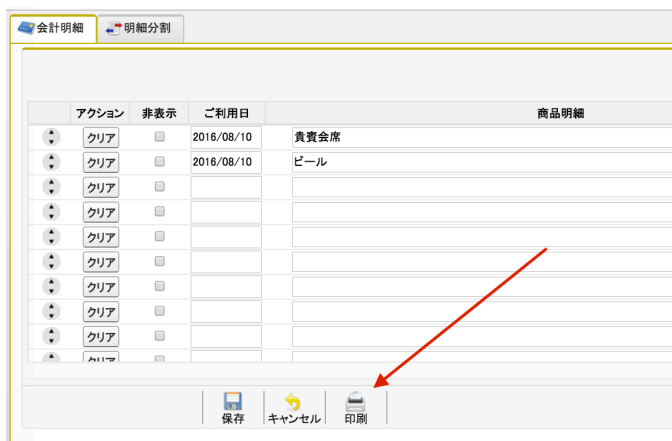 会計明細 明細分割
アクション 非表示 ご利用日 商品明細
クリア 2016/08/10 貴賓会席
クリア 2016/08/10 ビール
クリア
クリア
クリア
クリア
クリア
クリア
クリア
クリア
保存 キャンセル 印刷